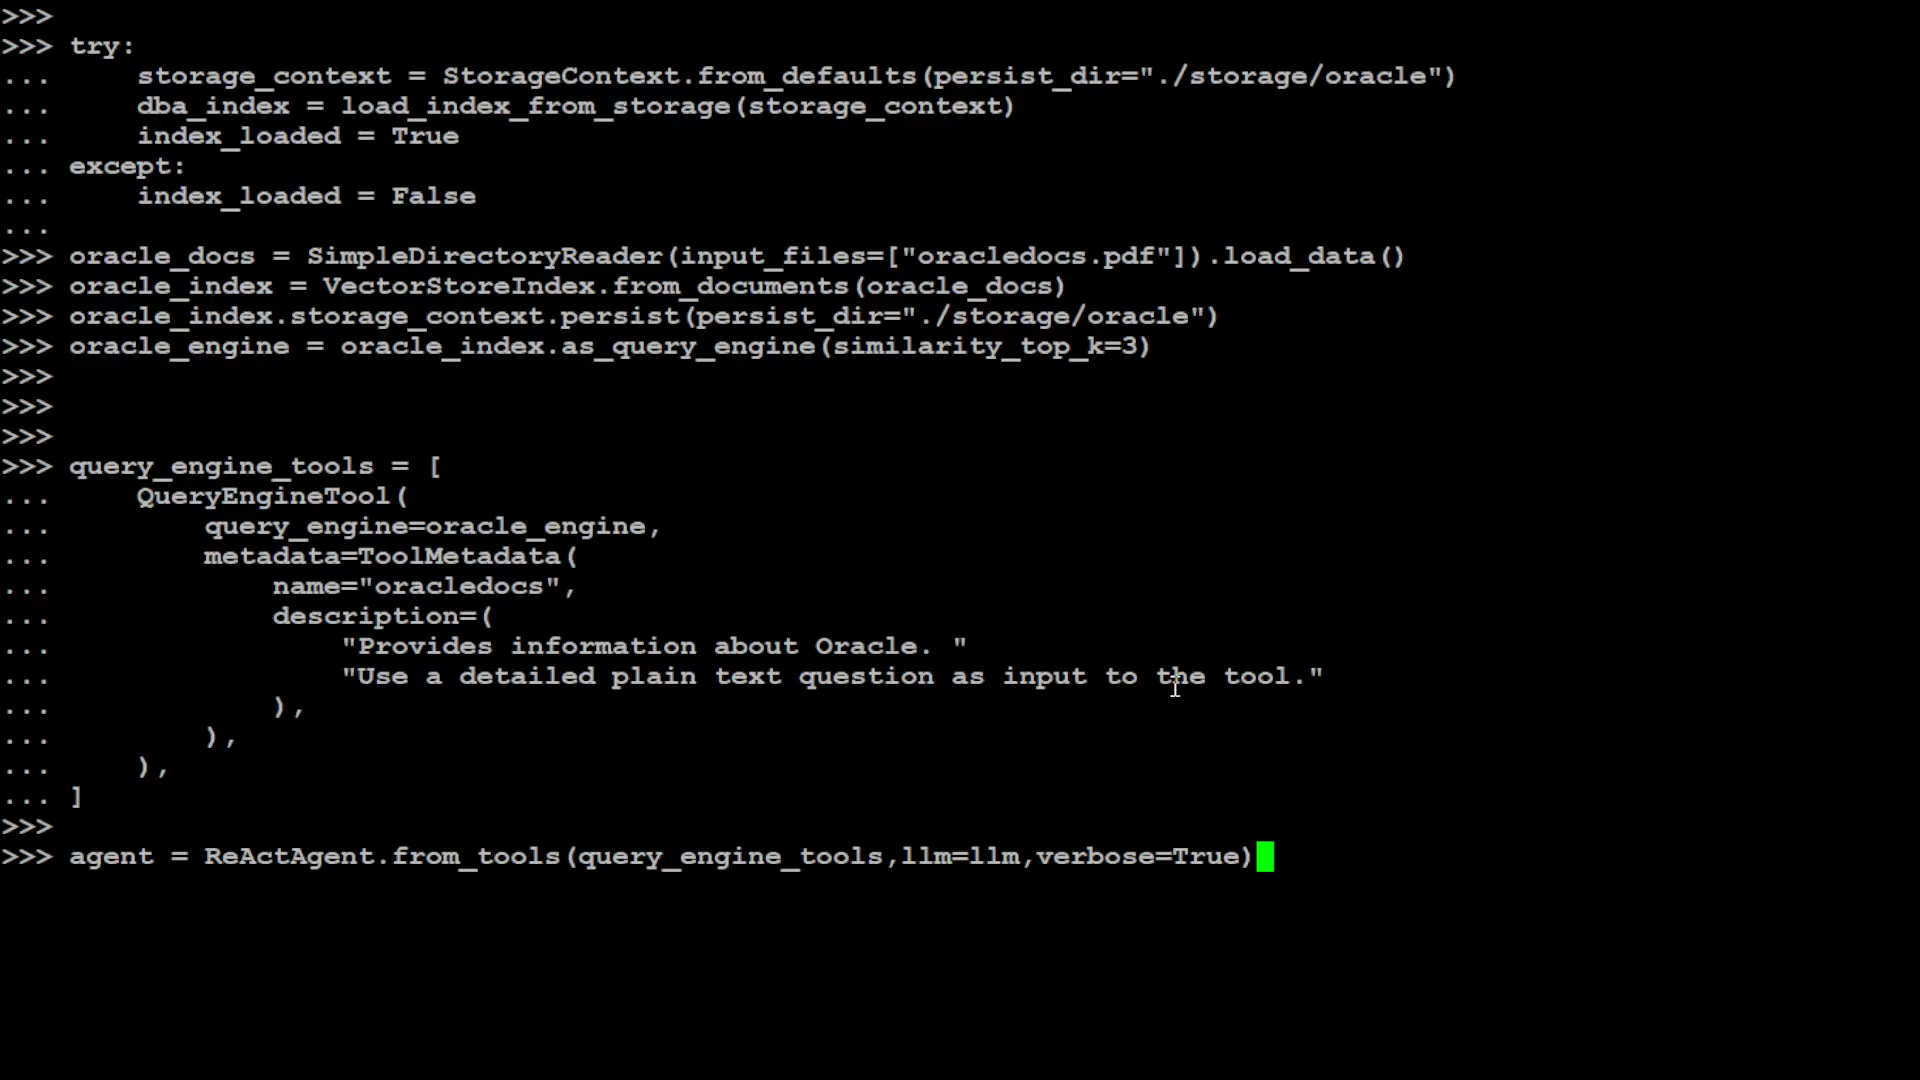 >>>
>>> try:
...     storage_context = StorageContext.from_defaults(persist_dir="./storage/oracle")
...     dba_index = load_index_from_storage(storage_context)
...     index_loaded = True
... except:
...     index_loaded = False
...
>>> oracle_docs = SimpleDirectoryReader(input_files=["oracledocs.pdf"]).load_data()
>>> oracle_index = VectorStoreIndex.from_documents(oracle_docs)
>>> oracle_index.storage_context.persist(persist_dir="./storage/oracle")
>>> oracle_engine = oracle_index.as_query_engine(similarity_top_k=3)
>>>
>>>
>>>
>>> query_engine_tools = [
...     QueryEngineTool(
...         query_engine=oracle_engine,
...         metadata=ToolMetadata(
...             name="oracledocs",
...             description=(
...                 "Provides information about Oracle. "
...                 "Use a detailed plain text question as input to the tool."
...             ),
...         ),
...     ),
... ]
>>>
>>> agent = ReActAgent.from_tools(query_engine_tools,llm=llm,verbose=True)